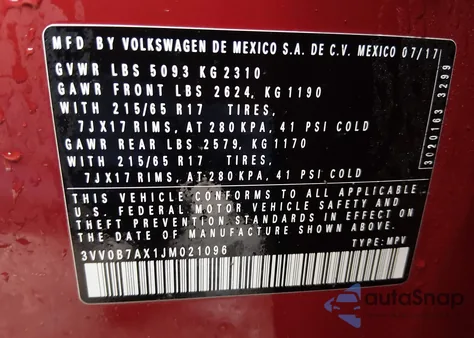 MFD BY VOLKSWAGEN DE MEXICO S.A. DE C.V. MEXICO 07/17
GVWR LBS 5093 KG 2310
GAWR FRONT LBS 2624, KG 1190
WITH 215/65 R17 TIRES,
7JX17 RIMS, AT 280 KPA, 41 PSI COLD
GAWR REAR LBS 2579, KG 1170
WITH 215/65 R17 TIRES,
7JX17 RIMS, AT 280 KPA, 41 PSI COLD
THIS VEHICLE CONFORMS TO ALL APPLICABLE
U.S. FEDERAL MOTOR VEHICLE SAFETY AND THEFT
PREVENTION STANDARDS IN EFFECT ON
THE DATE OF MANUFACTURE SHOWN ABOVE.
3VV0B7AX1JM021096
TYPE: MPV
3020163 3299
autoSnap